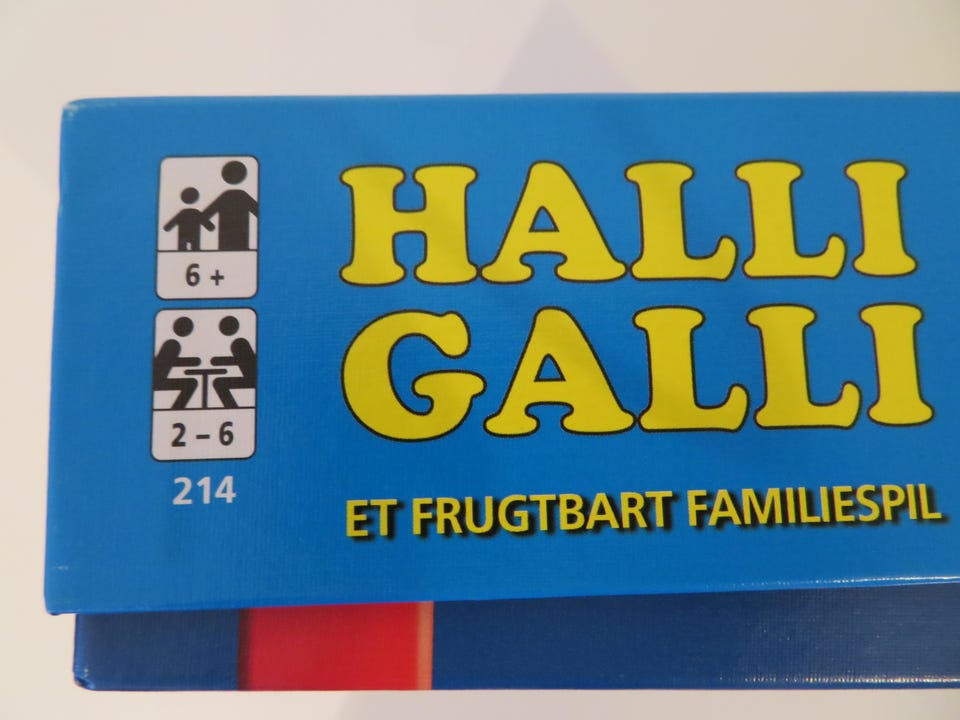 6 +
2 – 6
214
HALLI
GALLI
ET FRUGTBART FAMILIESPIL